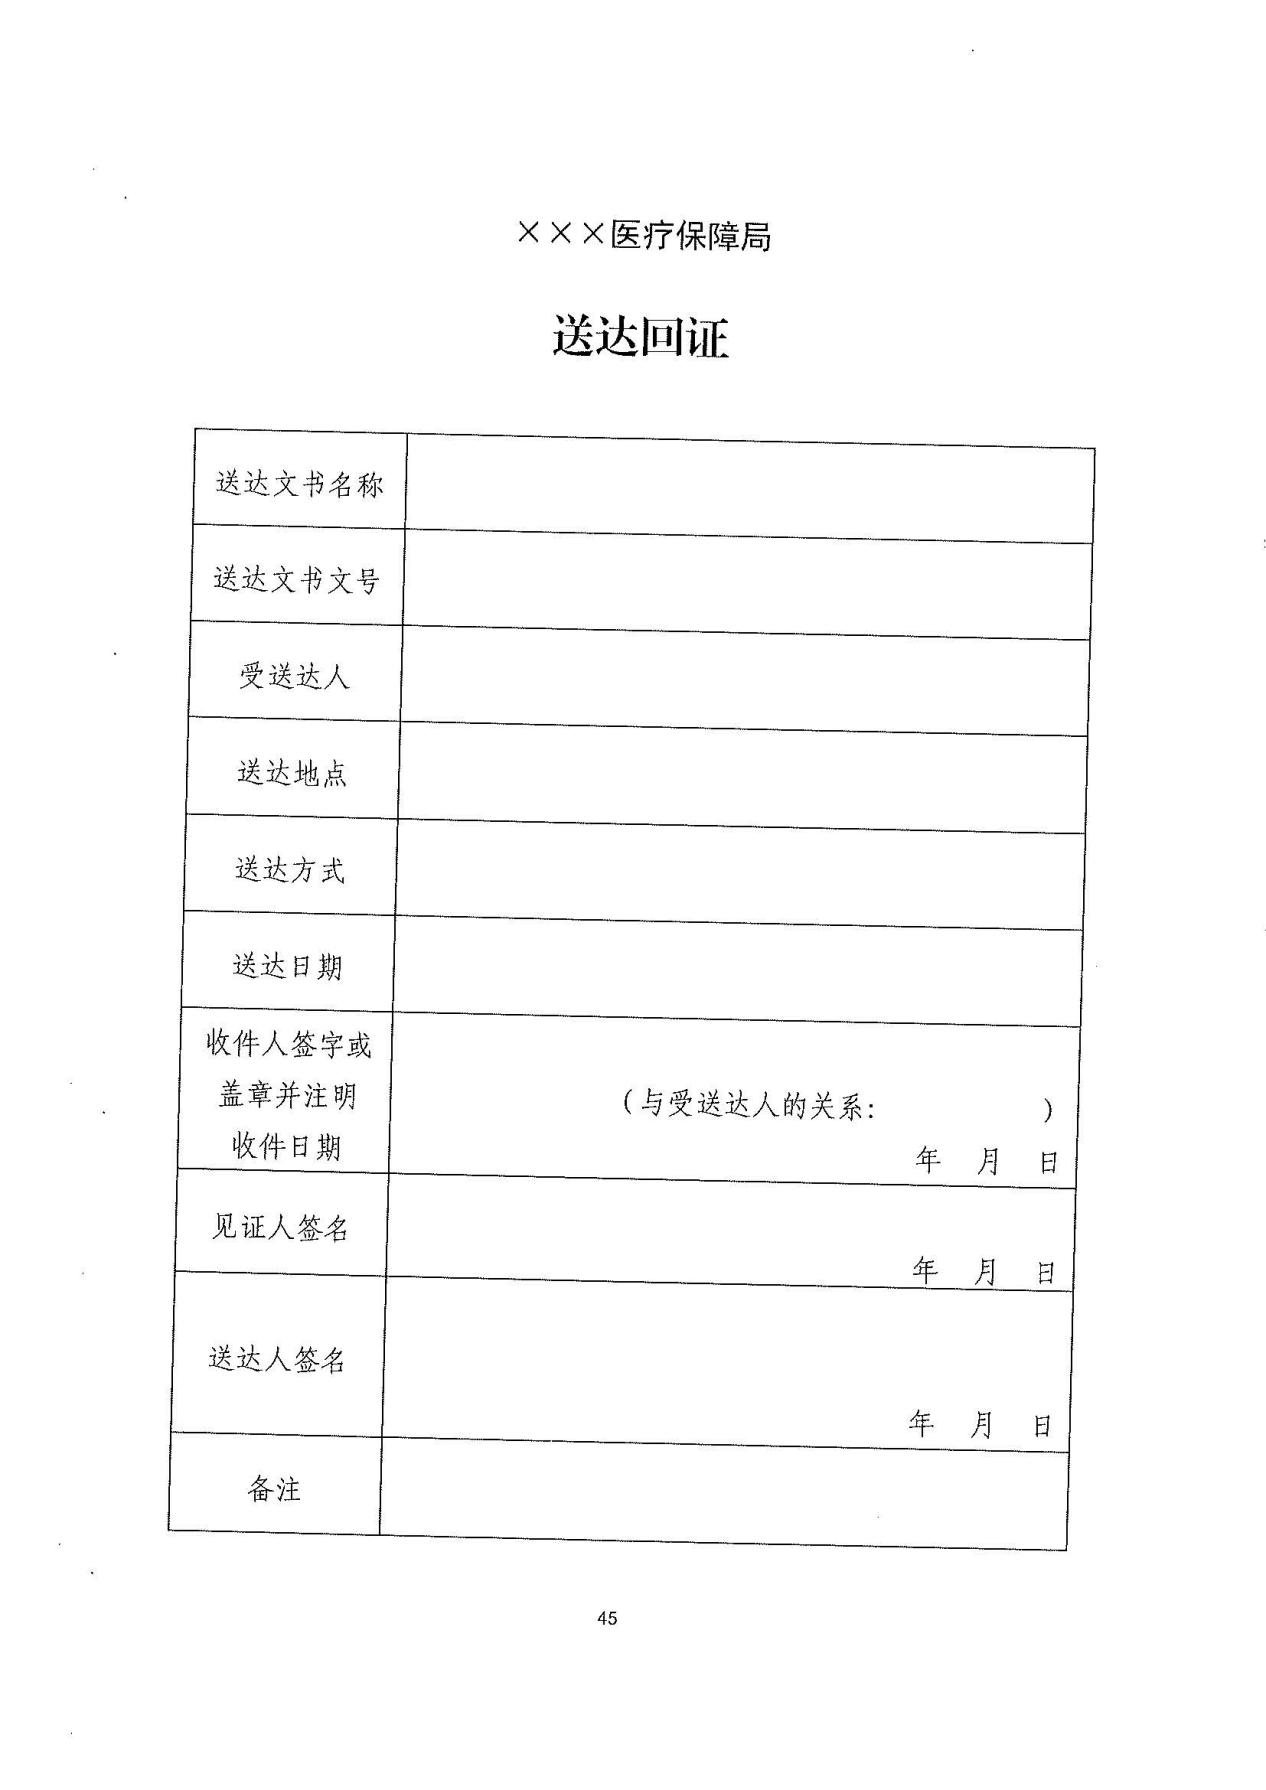 ×××医疗保障局
送达回证
送达文书名称
送达文书文号
受送达人
送达地点
送达方式
送达日期
收件人签字或
盖章并注明
收件日期
（与受送达人的关系： ）
年 月 日
见证人签名
年 月 日
送达人签名
年 月 日
备注
45